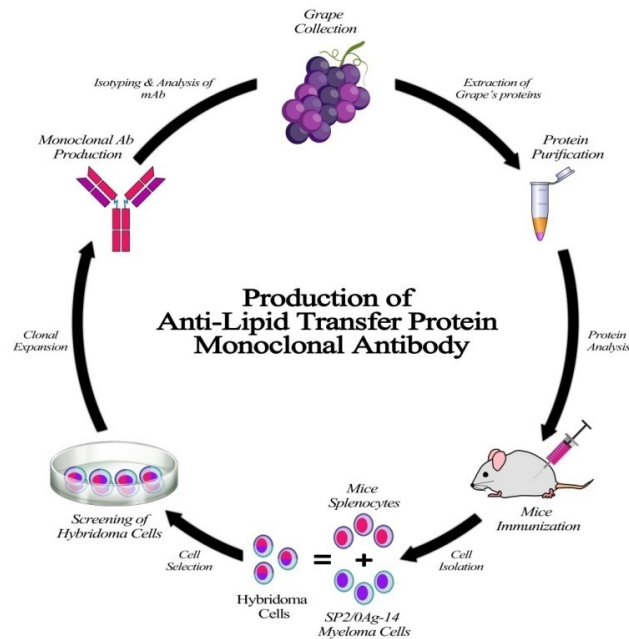 Grape
Collection
Extraction of
Grape's proteins
Protein
Purification
Protein
Analysis
Mice
Immunization
Cell
Isolation
Mice
Splenocytes
+
SP2/0Ag-14
Myeloma Cells
=
Hybridoma
Cells
Cell
Selection
Screening of
Hybridoma Cells
Clonal
Expansion
Monoclonal Ab
Production
Isotyping & Analysis of
mAb
Production of
Anti-Lipid Transfer Protein
Monoclonal Antibody